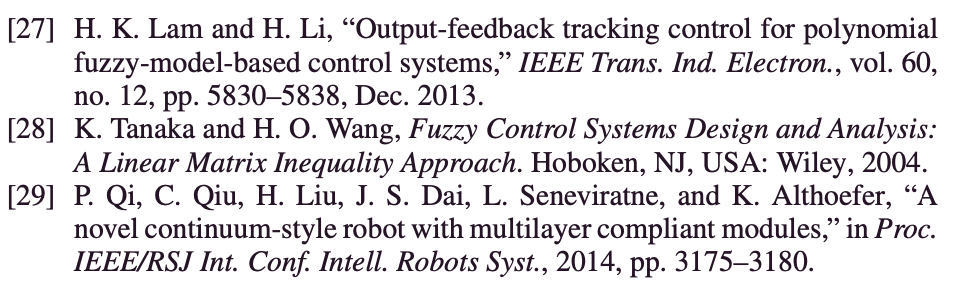 [27] H. K. Lam and H. Li, “Output-feedback tracking control for polynomial
fuzzy-model-based control systems,” IEEE Trans. Ind. Electron., vol. 60,
no. 12, pp. 5830–5838, Dec. 2013.
[28] K. Tanaka and H. O. Wang, Fuzzy Control Systems Design and Analysis:
A Linear Matrix Inequality Approach. Hoboken, NJ, USA: Wiley, 2004.
[29] P. Qi, C. Qiu, H. Liu, J. S. Dai, L. Seneviratne, and K. Althoefer, “A
novel continuum-style robot with multilayer compliant modules,” in Proc.
IEEE/RSJ Int. Conf. Intell. Robots Syst., 2014, pp. 3175–3180.